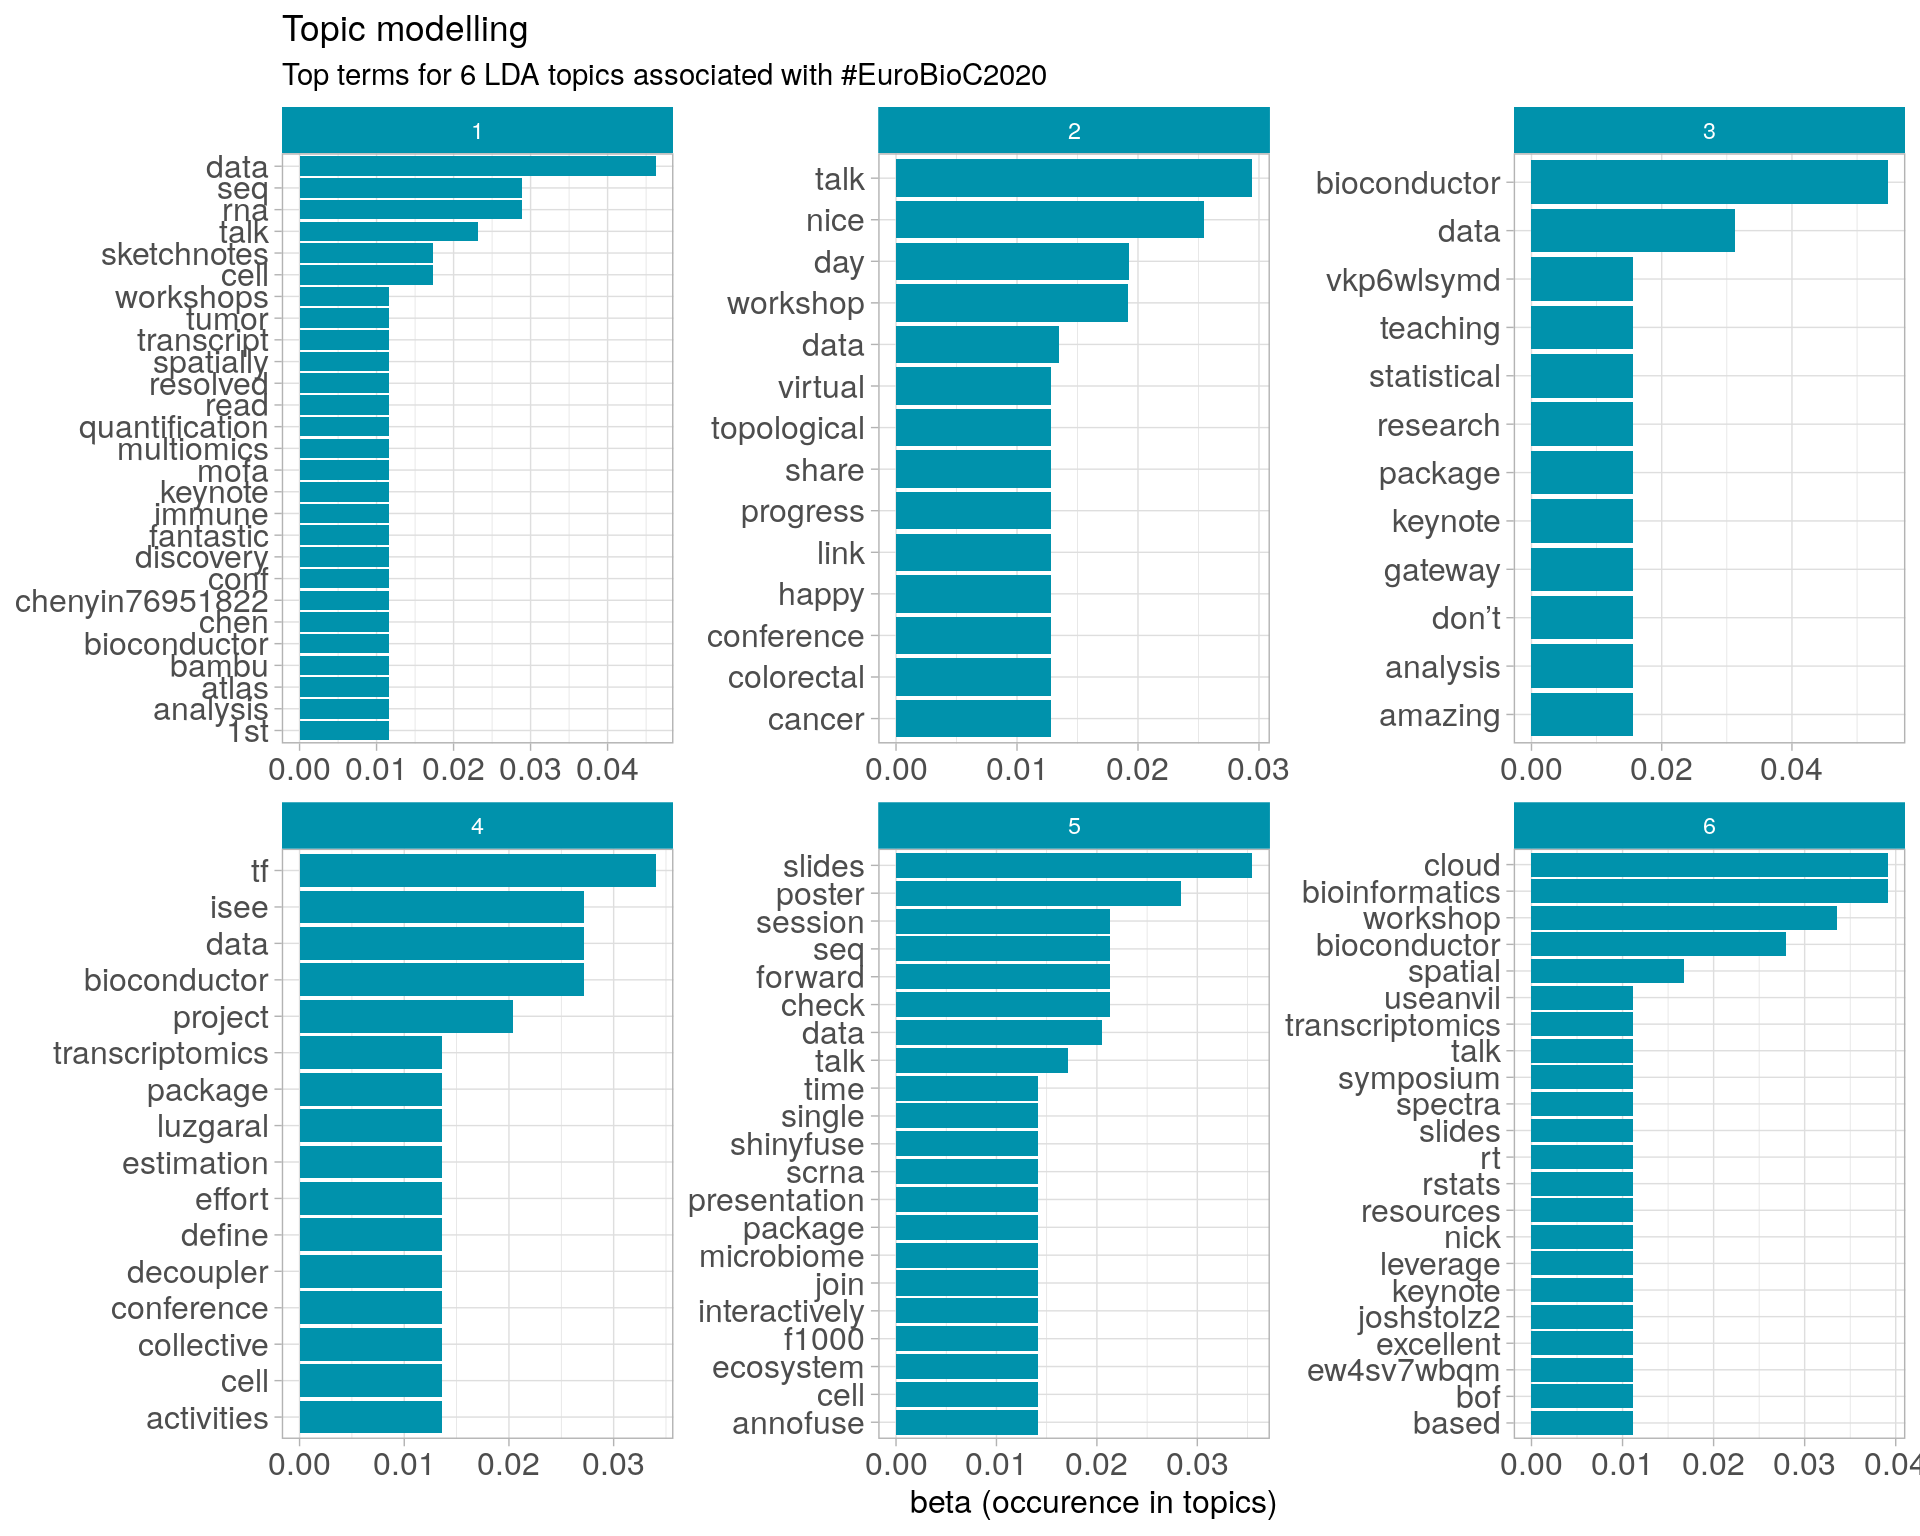 Topic modelling
Top terms for 6 LDA topics associated with #EuroBioC2020
1
data
seq
rna
talk
sketchnotes
cell
workshops
tumor
transcript
spatially
resolved
read
quantification
multiomics
mofa
keynote
immune
fantastic
discovery
conf
chenyin76951822
chen
bioconductor
bambu
atlas
analysis
1st
0.00 0.01 0.02 0.03 0.04
2
talk
nice
day
workshop
data
virtual
topological
share
progress
link
happy
conference
colorectal
cancer
0.00 0.01 0.02 0.03
3
bioconductor
data
vkp6wlsymd
teaching
statistical
research
package
keynote
gateway
don’t
analysis
amazing
0.00 0.02 0.04
4
tf
isee
data
bioconductor
project
transcriptomics
package
luzgaral
estimation
effort
define
decoupler
conference
collective
cell
activities
0.00 0.01 0.02 0.03
5
slides
poster
session
seq
forward
check
data
talk
time
single
shinyfuse
scrna
presentation
package
microbiome
join
interactively
f1000
ecosystem
cell
annofuse
0.00 0.01 0.02 0.03
6
cloud
bioinformatics
workshop
bioconductor
spatial
useanvil
transcriptomics
talk
symposium
spectra
slides
rt
rstats
resources
nick
leverage
keynote
joshstolz2
excellent
ew4sv7wbqm
bof
based
0.00 0.01 0.02 0.03 0.04
beta (occurence in topics)